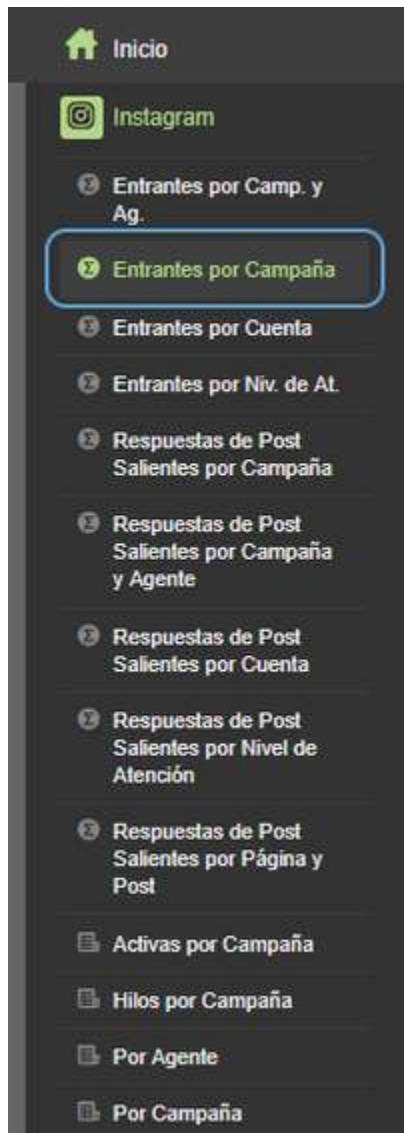 Inicio
Instagram
Entrantes por Camp. y
Ag.
Entrantes por Campaña
Entrantes por Cuenta
Entrantes por Niv. de At.
Respuestas de Post
Salientes por Campaña
Respuestas de Post
Salientes por Campaña
y Agente
Respuestas de Post
Salientes por Cuenta
Respuestas de Post
Salientes por Nivel de
Atención
Respuestas de Post
Salientes por Página y
Post
Activas por Campaña
Hilos por Campaña
Por Agente
Por Campaña